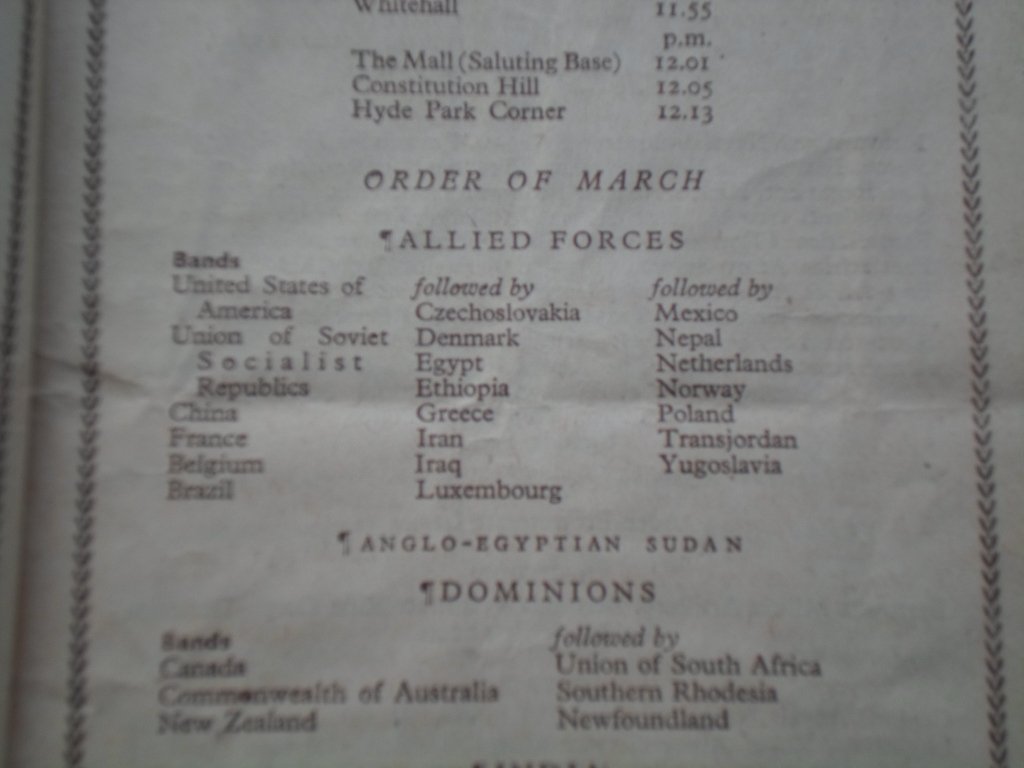 Whitehall 11.55
p.m.
The Mall (Saluting Base) 12.01
Constitution Hill 12.05
Hyde Park Corner 12.13
ORDER OF MARCH
¶ALLIED FORCES
Bands
United States of
America
Union of Soviet
Socialist
Republics
China
France
Belgium
Brazil
followed by
Czechoslovakia
Denmark
Egypt
Ethiopia
Greece
Iran
Iraq
Luxembourg
followed by
Mexico
Nepal
Netherlands
Norway
Poland
Transjordan
Yugoslavia
¶ANGLO-EGYPTIAN SUDAN
¶DOMINIONS
Bands
Canada
Commonwealth of Australia
New Zealand
followed by
Union of South Africa
Southern Rhodesia
Newfoundland
¶INDIA